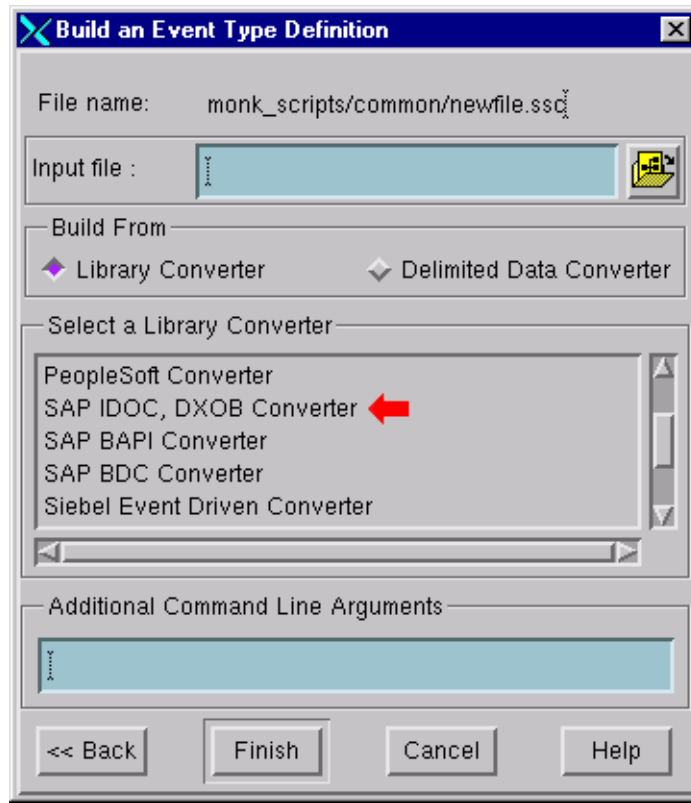 Build an Event Type Definition
File name: monk_scripts/common/newfile.ssc
Input file :
Build From
Library Converter Delimited Data Converter
Select a Library Converter
PeopleSoft Converter
SAP IDOC, DXOB Converter
SAP BAPI Converter
SAP BDC Converter
Siebel Event Driven Converter
Additional Command Line Arguments
<< Back Finish Cancel Help